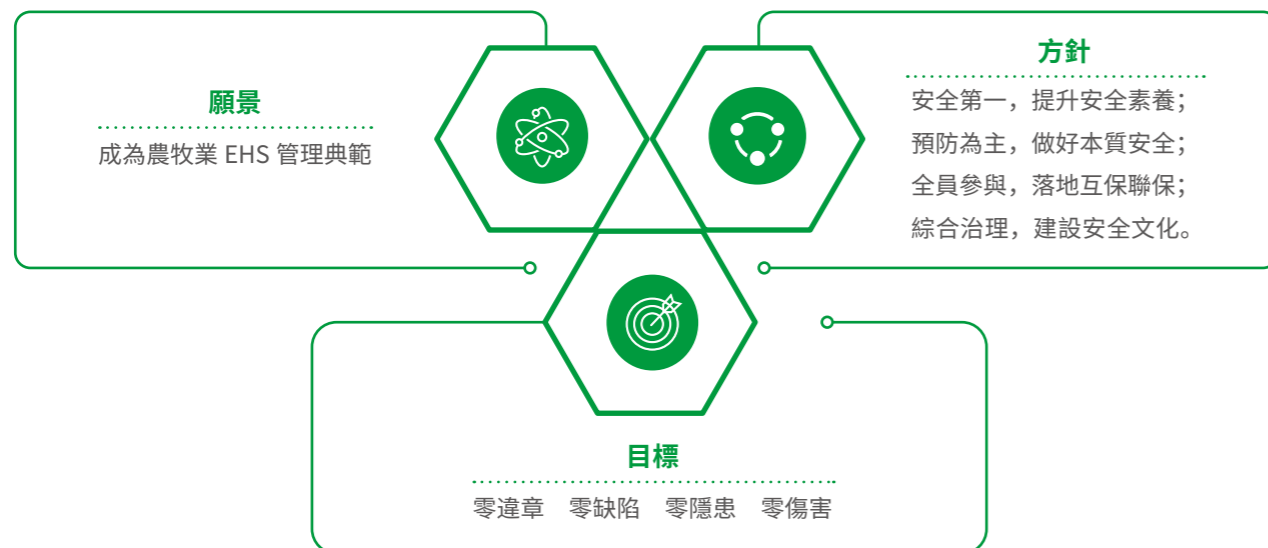 願景
成為農牧業 EHS 管理典範
方針
安全第一，提升安全素養；
預防為主，做好本質安全；
全員參與，落地互保聯保；
綜合治理，建設安全文化。
目標
零違章 零缺陷 零隱患 零傷害